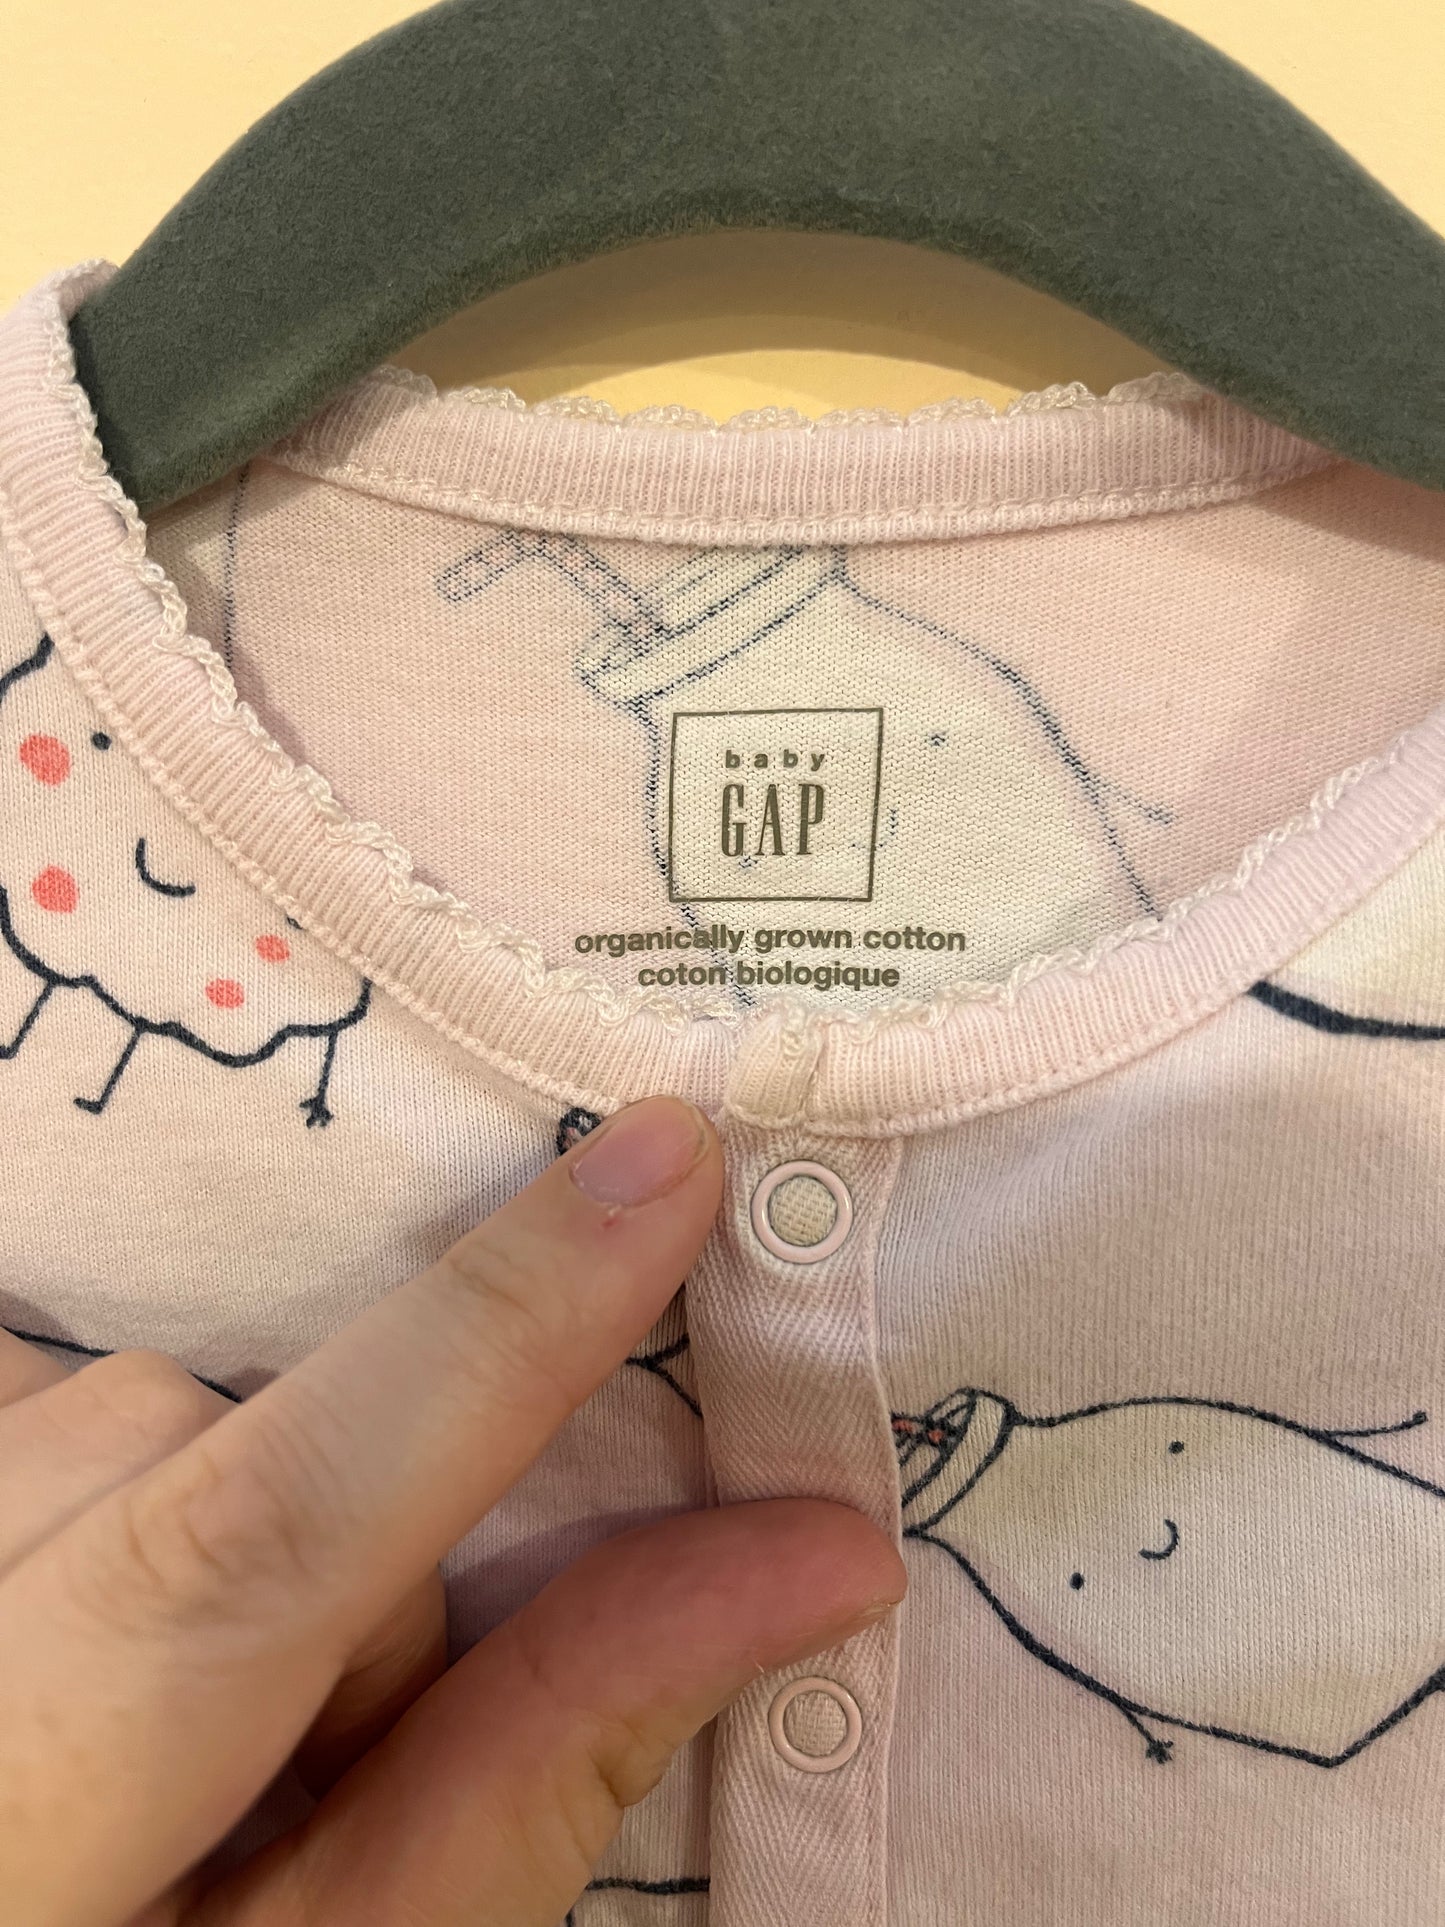 baby
GAP
organically grown cotton
coton biologique